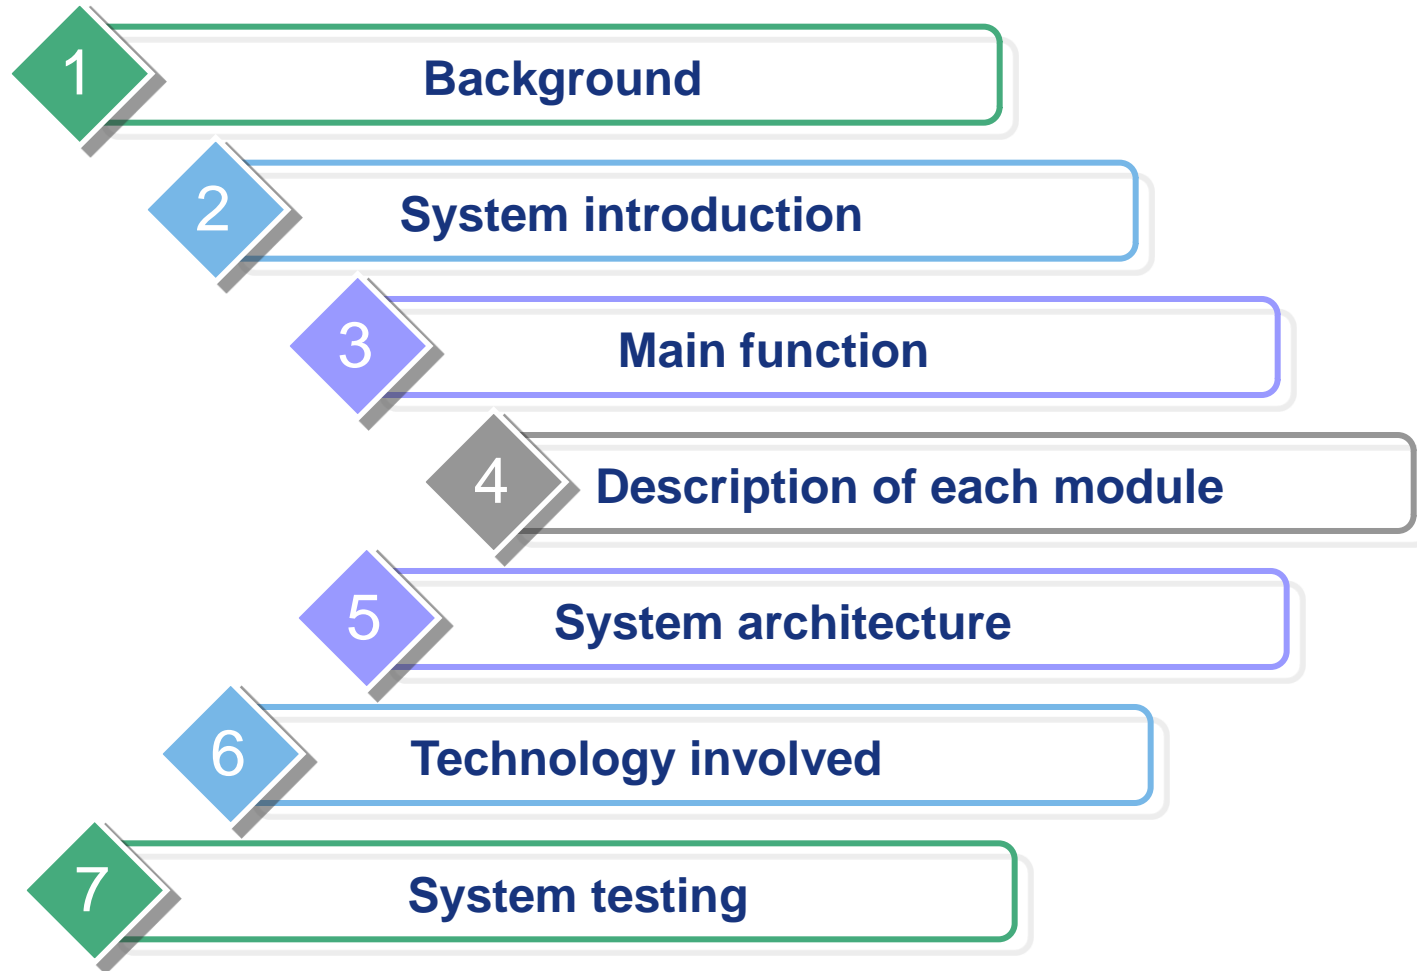 1
Background
2
System introduction
3
Main function
4
Description of each module
5
System architecture
6
Technology involved
7
System testing